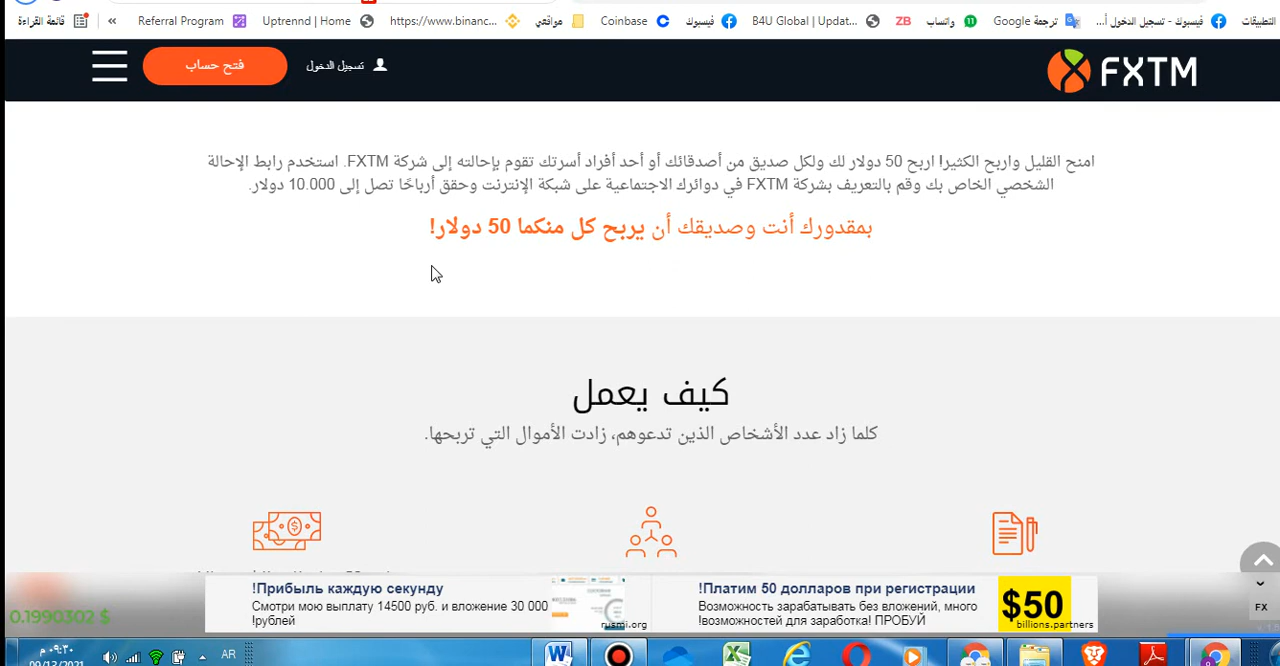 التطبيقات
فيسبوك - تسجيل الدخول أ...
ترجمة Google
واتساب
ZB
B4U Global | Updat...
فيسبوك
Coinbase
مواقعي
https://www.binanc...
Uptrennd | Home
Referral Program
»
قائمة القراءة
FXTM
تسجيل الدخول
فتح حساب
امنح القليل واربح الكثير! اربح 50 دولار لك ولكل صديق من أصدقائك أو أحد أفراد أسرتك تقوم بإحالته إلى شركة FXTM. استخدم رابط الإحالة
الشخصي الخاص بك وقم بالتعريف بشركة FXTM في دوائرك الاجتماعية على شبكة الإنترنت وحقق أرباحًا تصل إلى 10.000 دولار.
بمقدورك أنت وصديقك أن يربح كل منكما 50 دولار!
كيف يعمل
كلما زاد عدد الأشخاص الذين تدعوهم، زادت الأموال التي تربحها.
0.1990302 $
!Прибыль каждую секунду
Смотри мою выплату 14500 руб. и вложение 30 000
!рублей
rusmi.org
!Платим 50 долларов при регистрации
Возможность зарабатывать без вложений, много
!возможностей для заработка! ПРОБУЙ
$50
billions.partners
FX
AR
٠٩:٣٠ م